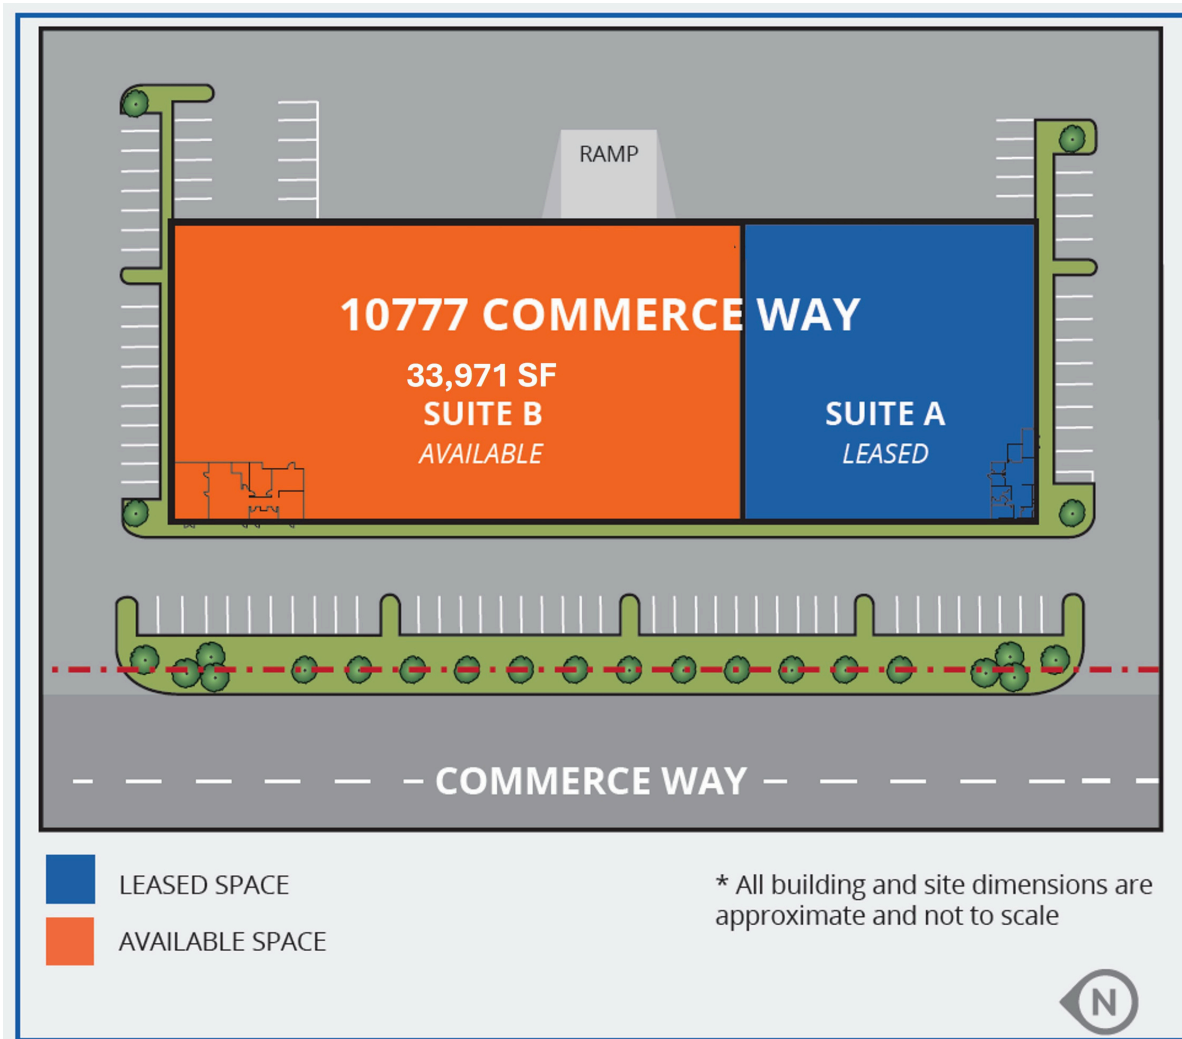 RAMP
10777 COMMERCE WAY
33,971 SF
SUITE B
AVAILABLE
SUITE A
LEASED
COMMERCE WAY
LEASED SPACE
AVAILABLE SPACE
* All building and site dimensions are
approximate and not to scale
N